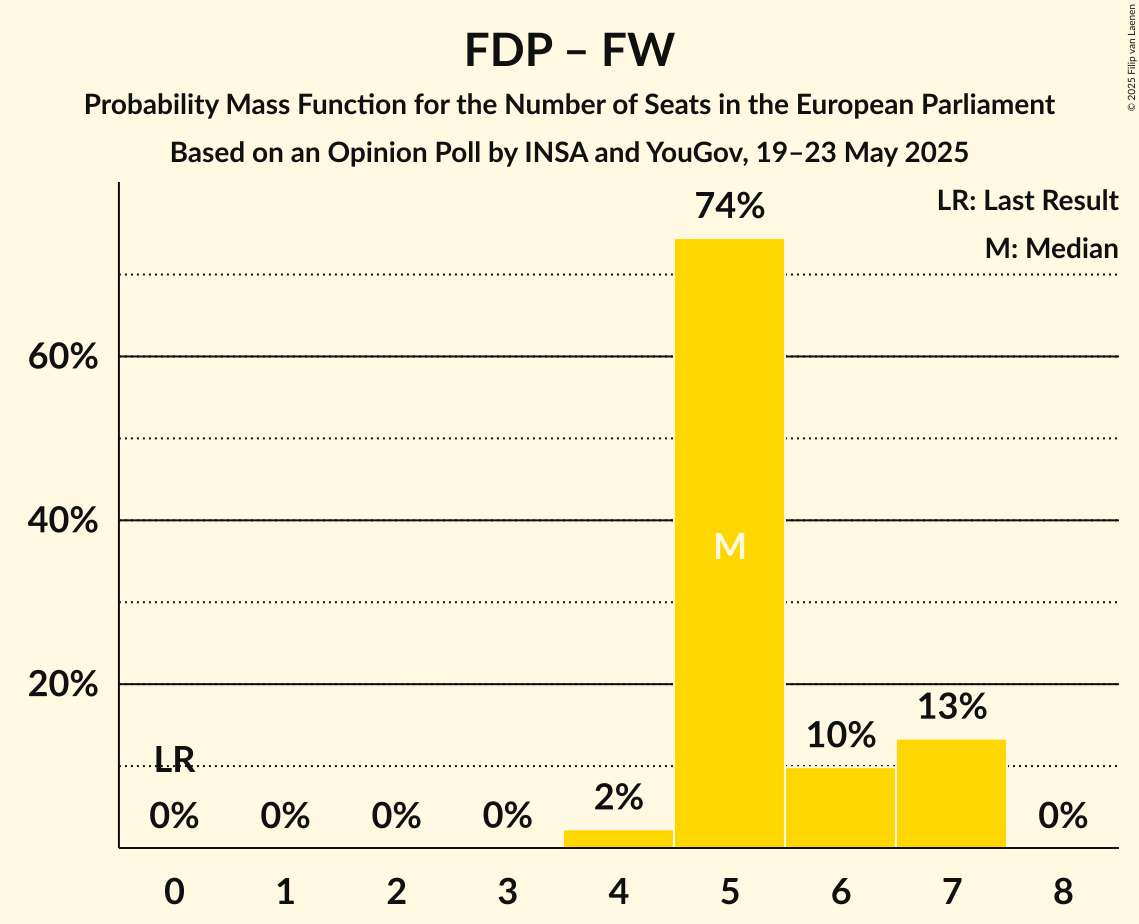 FDP – FW
Probability Mass Function for the Number of Seats in the European Parliament
Based on an Opinion Poll by INSA and YouGov, 19–23 May 2025
© 2025 Filip van Laenen
LR: Last Result
M: Median
60%
40%
20%
LR
0%
0%
0%
0%
2%
74%
M
10%
13%
0%
0
1
2
3
4
5
6
7
8